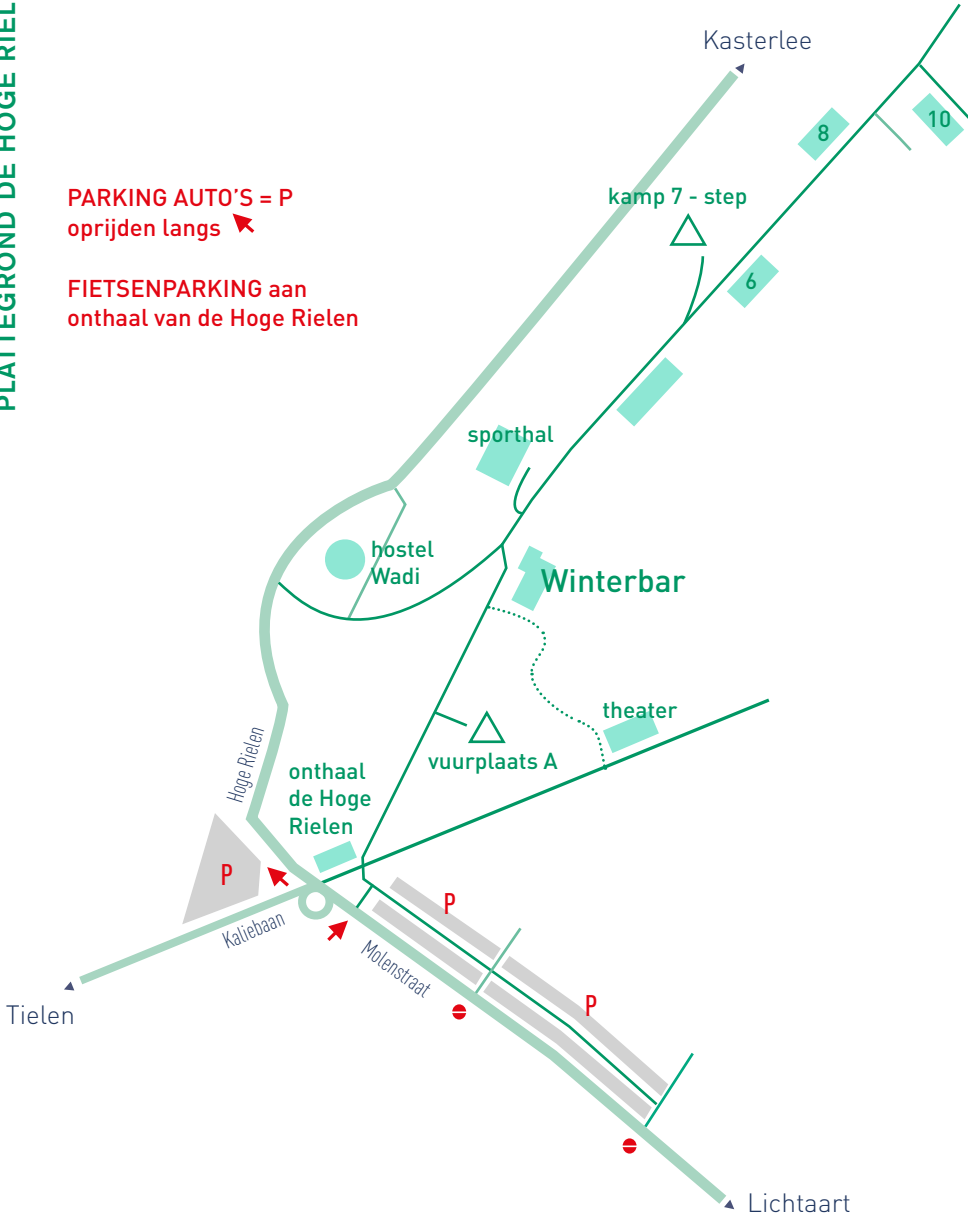 PLATTEGROND DE HOGE RIEL
Kasterlee
8
10
PARKING AUTO'S = P
oprijden langs
kamp 7 - step
FIETSENPARKING aan
onthaal van de Hoge Rielen
6
sporthal
hostel
Wadi
Winterbar
theater
Hoge Rielen
vuurplaats A
onthaal
de Hoge
Rielen
P
P
Kaliebaan
Molenstraat
P
Tielen
Lichtaart